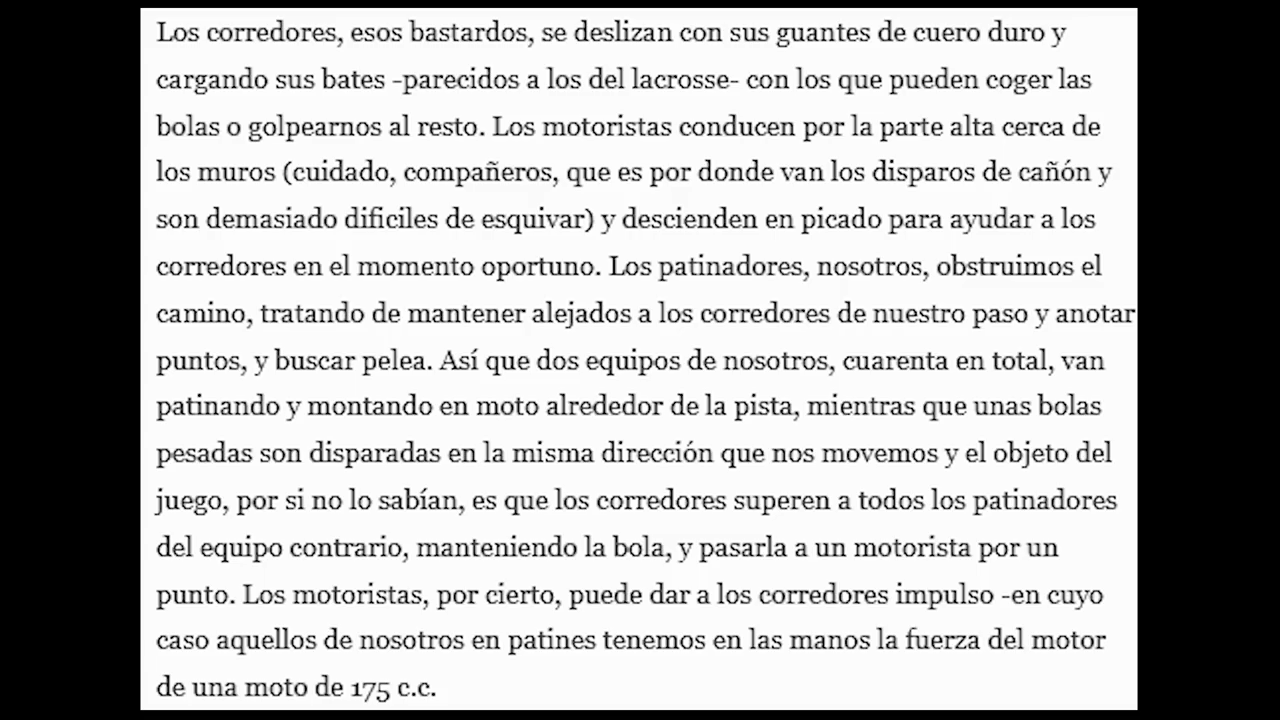 Los corredores, esos bastardos, se deslizan con sus guantes de cuero duro y
cargando sus bates -parecidos a los del lacrosse- con los que pueden coger las
bolas o golpearnos al resto. Los motoristas conducen por la parte alta cerca de
los muros (cuidado, compañeros, que es por donde van los disparos de cañón y
son demasiado dificiles de esquivar) y descienden en picado para ayudar a los
corredores en el momento oportuno. Los patinadores, nosotros, obstruimos el
camino, tratando de mantener alejados a los corredores de nuestro paso y anotar
puntos, y buscar pelea. Así que dos equipos de nosotros, cuarenta en total, van
patinando y montando en moto alrededor de la pista, mientras que unas bolas
pesadas son disparadas en la misma dirección que nos movemos y el objeto del
juego, por si no lo sabían, es que los corredores superen a todos los patinadores
del equipo contrario, manteniendo la bola, y pasarla a un motorista por un
punto. Los motoristas, por cierto, puede dar a los corredores impulso -en cuyo
caso aquellos de nosotros en patines tenemos en las manos la fuerza del motor
de una moto de 175 c.c.